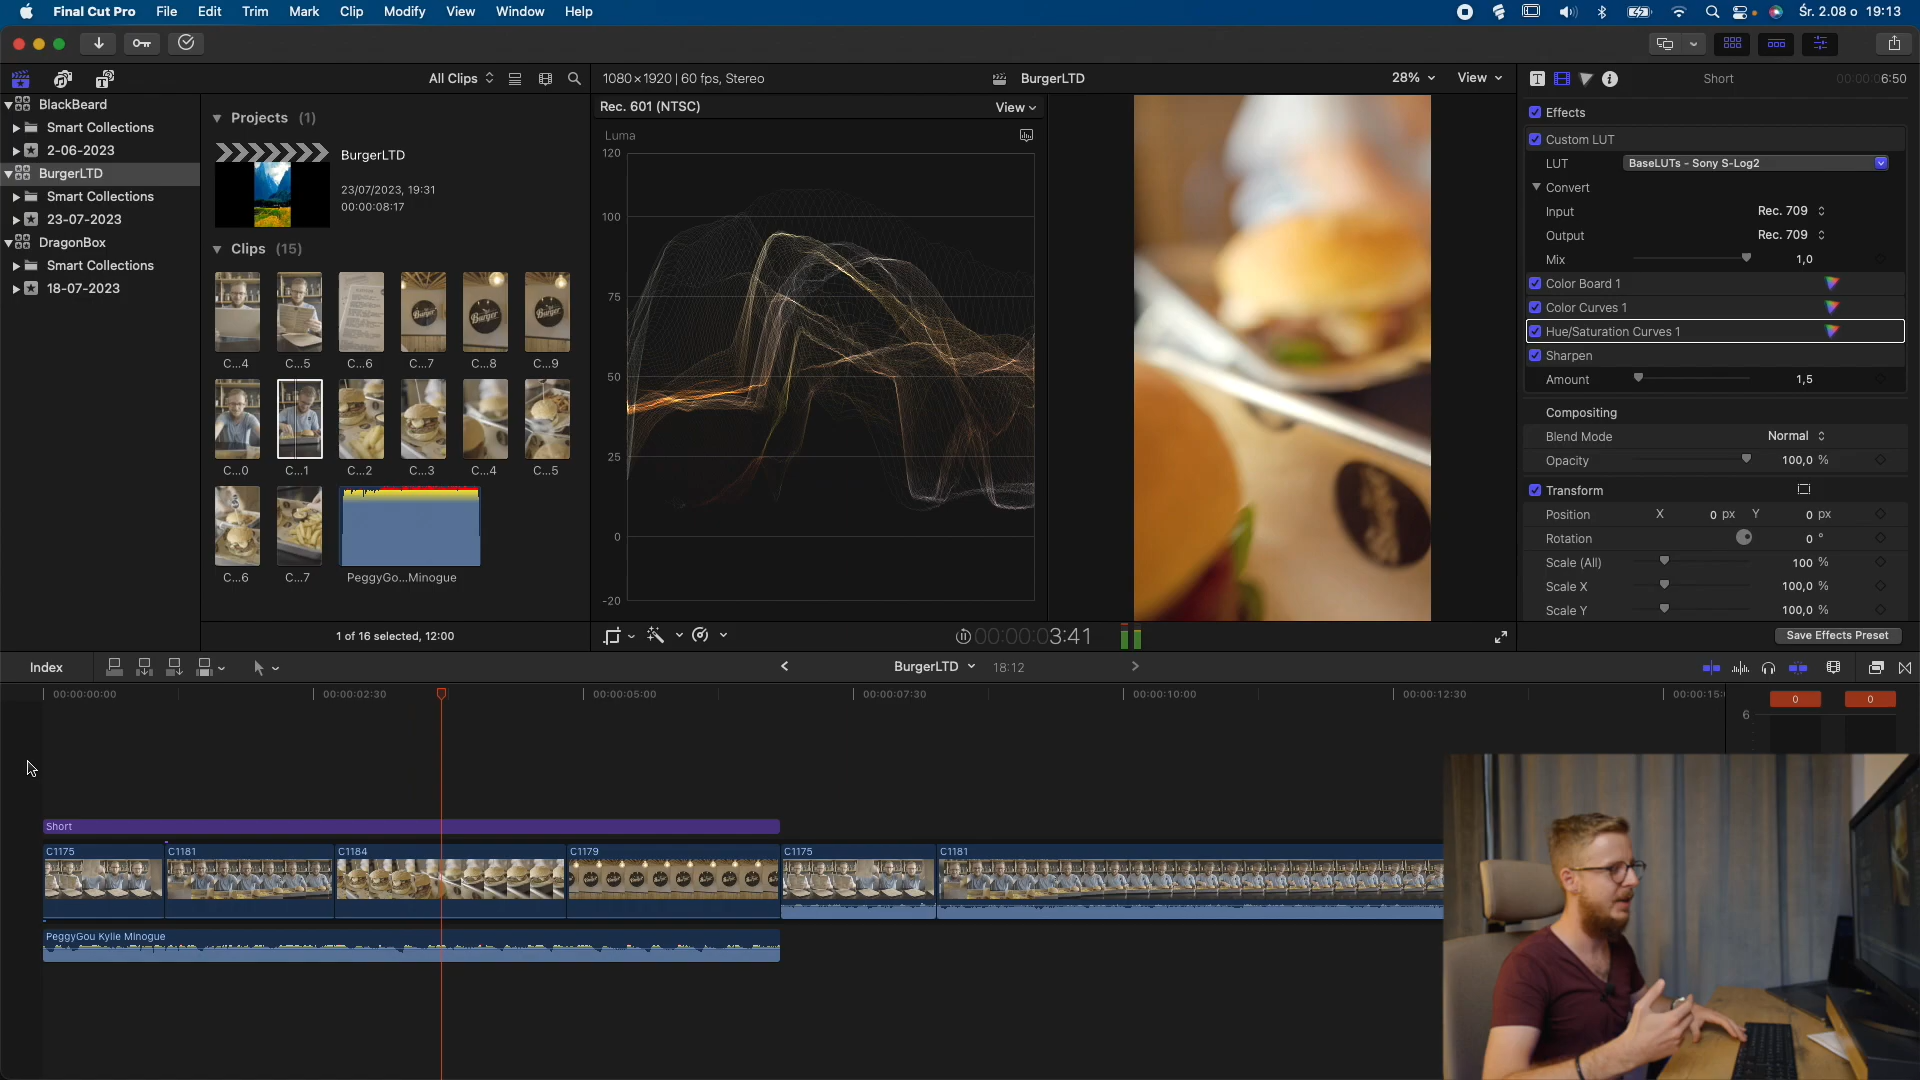 Final Cut Pro File Edit Trim Mark Clip Modify View Window Help Śr. 2.08 o 19:13
All Clips 1080×1920 | 60 fps, Stereo BurgerLTD 28% View Short 00:00:06:50
BlackBeard
Smart Collections
2-06-2023
BurgerLTD
Smart Collections
23-07-2023
DragonBox
Smart Collections
18-07-2023
Projects (1)
BurgerLTD
23/07/2023, 19:31
00:00:08:17
Clips (15)
C...4 C...5 C...6 C...7 C...8 C...9
C...0 C...1 C...2 C...3 C...4 C...5
C...6 C...7 PeggyGo...Minogue
1 of 16 selected, 12:00
Rec. 601 (NTSC) View
Luma
120
100
75
50
25
0
-20
00:00:03:41
Effects
Custom LUT
LUT BaseLUTs - Sony S-Log2
Convert
Input Rec. 709
Output Rec. 709
Mix 1,0
Color Board 1
Color Curves 1
Hue/Saturation Curves 1
Sharpen
Amount 1,5
Compositing
Blend Mode Normal
Opacity 100,0 %
Transform
Position X 0 px Y 0 px
Rotation 0 °
Scale (All) 100 %
Scale X 100,0 %
Scale Y 100,0 %
Save Effects Preset
Index BurgerLTD 18:12
00:00:00:00 00:00:02:30 00:00:05:00 00:00:07:30 00:00:10:00 00:00:12:30 00:00:15:
0 0
6
Short
C1175 C1181 C1184 C1179 C1175 C1181
PeggyGou Kylie Minogue